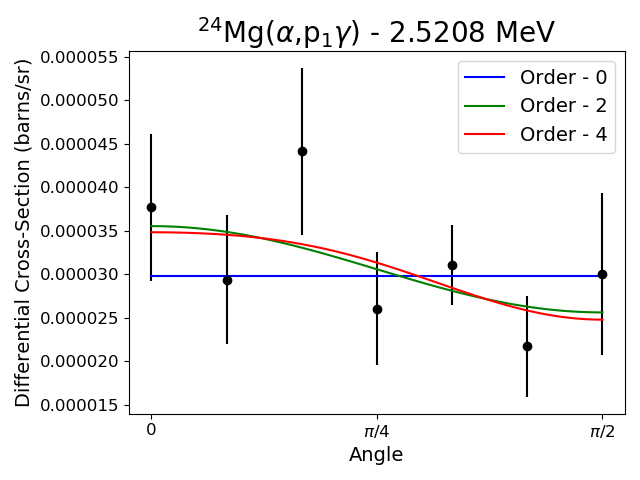 ²⁴Mg(α,p₁γ) - 2.5208 MeV
Differential Cross-Section (barns/sr)
0.000055
0.000050
0.000045
0.000040
0.000035
0.000030
0.000025
0.000020
0.000015
Order - 0
Order - 2
Order - 4
0 π/4 π/2
Angle